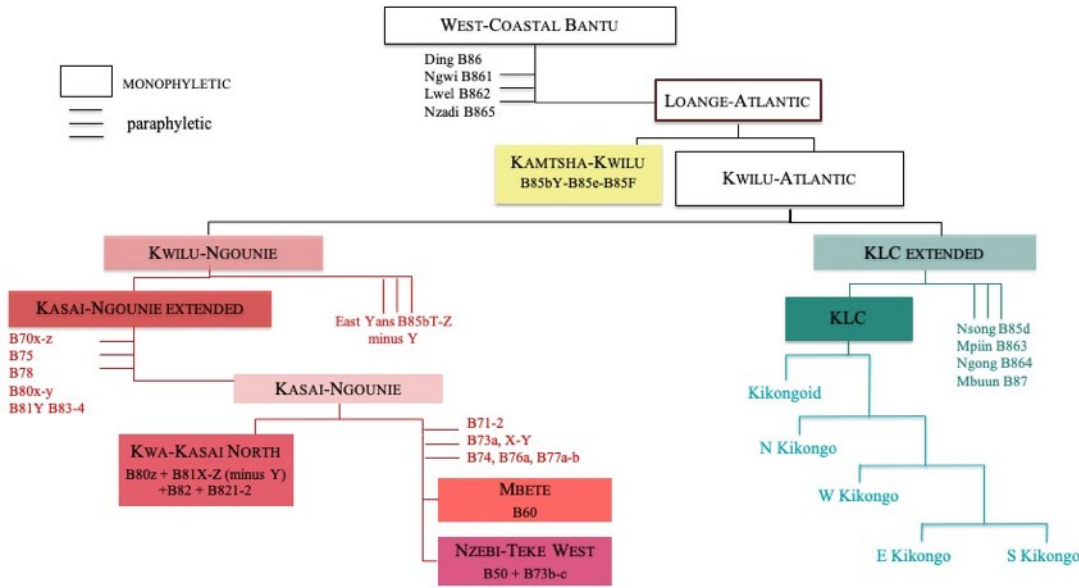 WEST-COASTAL BANTU
Ding B86
Ngwi B861
Lwel B862
Nzadi B865
MONOPHYLETIC
paraphyletic
LOANGE-ATLANTIC
KAMTSHA-KWILU
B85bY-B85e-B85F
KWILU-ATLANTIC
KWILU-NGOUNIE
KLC EXTENDED
KASAI-NGOUNIE EXTENDED
East Yans B85bT-Z
minus Y
KLC
Nsong B85d
Mpiin B863
Ngong B864
Mbuun B87
B70x-z
B75
B78
B80x-y
B81Y B83-4
KASAI-NGOUNIE
Kikongoid
KWA-KASAI NORTH
B80z + B81X-Z (minus Y)
+B82 + B821-2
B71-2
B73a, X-Y
B74, B76a, B77a-b
N Kikongo
MBETE
B60
W Kikongo
NZEBI-TEKE WEST
B50 + B73b-c
E Kikongo
S Kikongo